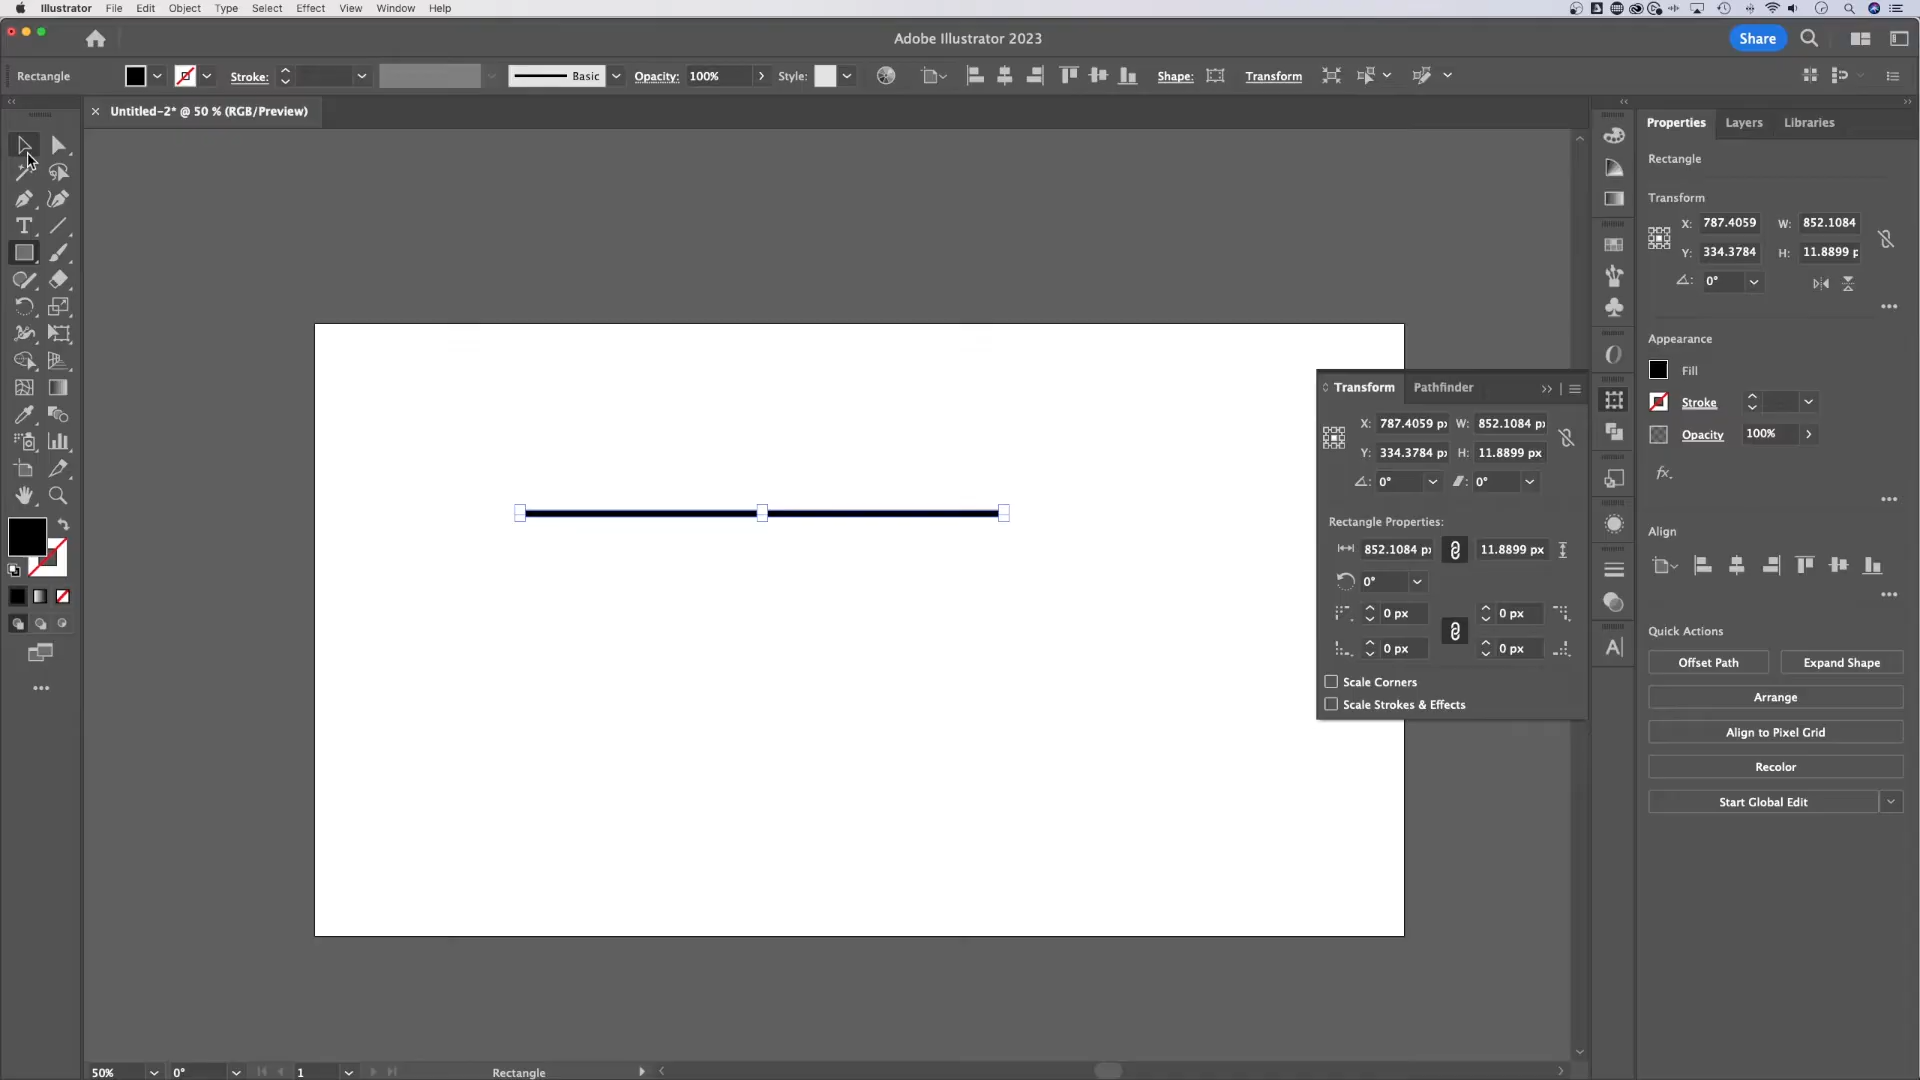 Illustrator File Edit Object Type Select Effect View Window Help
Adobe Illustrator 2023
Share
Rectangle
Stroke:
Basic
Opacity: 100%
Style:
Shape:
Transform
Untitled-2* @ 50 % (RGB/Preview)
Properties Layers Libraries
Rectangle
Transform
X: 787.4059 W: 852.1084
Y: 334.3784 H: 11.8899 p
0°
Appearance
Fill
Stroke
Opacity 100%
fx
Align
Quick Actions
Offset Path Expand Shape
Arrange
Align to Pixel Grid
Recolor
Start Global Edit
Transform Pathfinder
X: 787.4059 px W: 852.1084 px
Y: 334.3784 px H: 11.8899 px
0° 0°
Rectangle Properties:
852.1084 px 11.8899 px
0°
0 px 0 px
0 px 0 px
Scale Corners
Scale Strokes & Effects
50% 0° 1 Rectangle